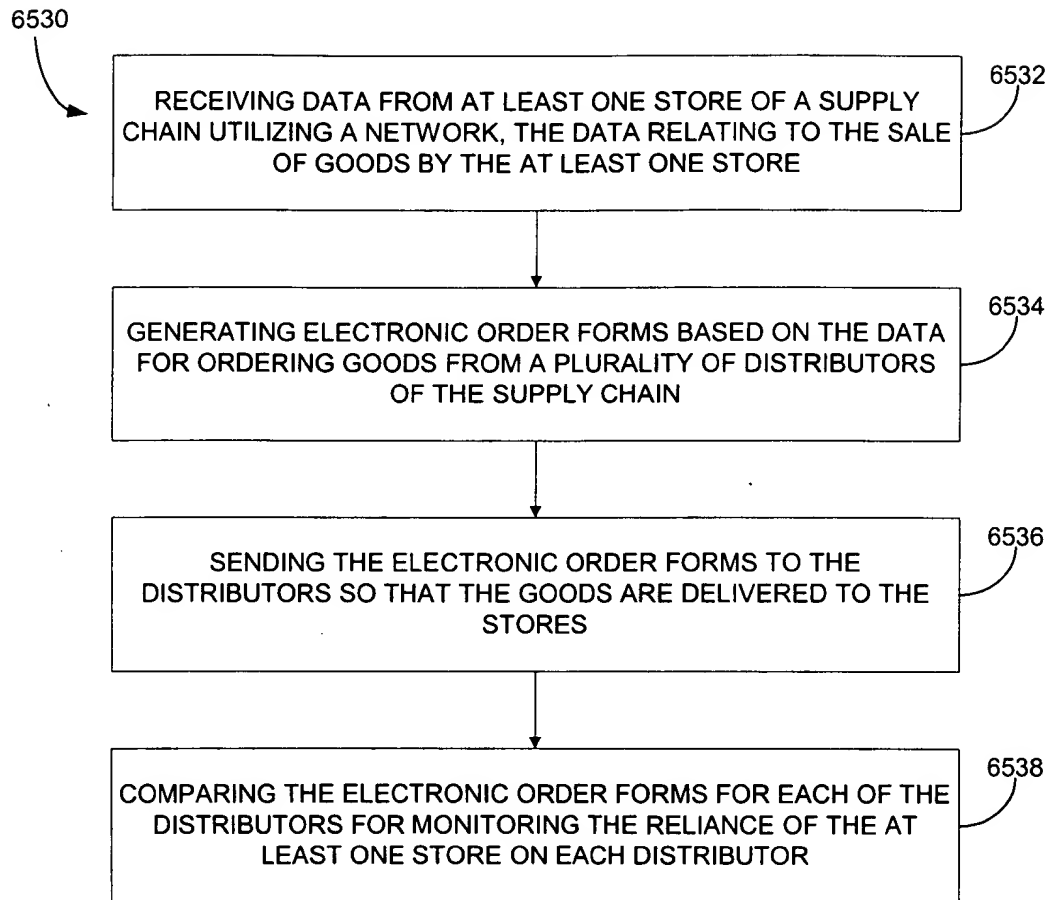 6530
6532
RECEIVING DATA FROM AT LEAST ONE STORE OF A SUPPLY
CHAIN UTILIZING A NETWORK, THE DATA RELATING TO THE SALE
OF GOODS BY THE AT LEAST ONE STORE
6534
GENERATING ELECTRONIC ORDER FORMS BASED ON THE DATA
FOR ORDERING GOODS FROM A PLURALITY OF DISTRIBUTORS
OF THE SUPPLY CHAIN
6536
SENDING THE ELECTRONIC ORDER FORMS TO THE
DISTRIBUTORS SO THAT THE GOODS ARE DELIVERED TO THE
STORES
6538
COMPARING THE ELECTRONIC ORDER FORMS FOR EACH OF THE
DISTRIBUTORS FOR MONITORING THE RELIANCE OF THE AT
LEAST ONE STORE ON EACH DISTRIBUTOR